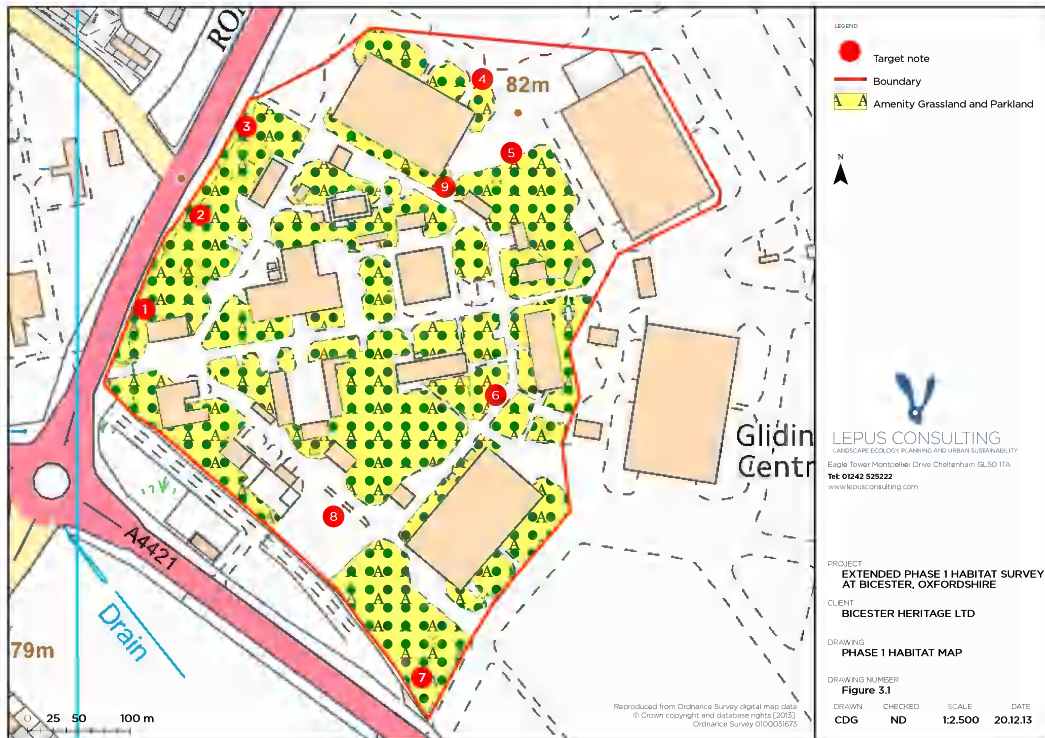 RO
3
4
82m
5
9
2
1
6
Glidin
Centr
8
A4421
Drain
79m
7
25 50 100 m
Reproduced from Ordnance Survey digital map data
© Crown copyright and database rights [2013]
Ordnance Survey 0100031673
LEGEND
Target note
Boundary
A A Amenity Grassland and Parkland
N
LEPUS CONSULTING
LANDSCAPE ECOLOGY, PLANNING AND URBAN SUSTAINABILITY
Eagle Tower Montpellier Drive Cheltenham GL50 1TA
Tel: 01242 525222
www.lepusconsulting.com
PROJECT
EXTENDED PHASE 1 HABITAT SURVEY
AT BICESTER, OXFORDSHIRE
CLIENT
BICESTER HERITAGE LTD
DRAWING
PHASE 1 HABITAT MAP
DRAWING NUMBER
Figure 3.1
DRAWN CHECKED SCALE DATE
CDG ND 1:2.500 20.12.13